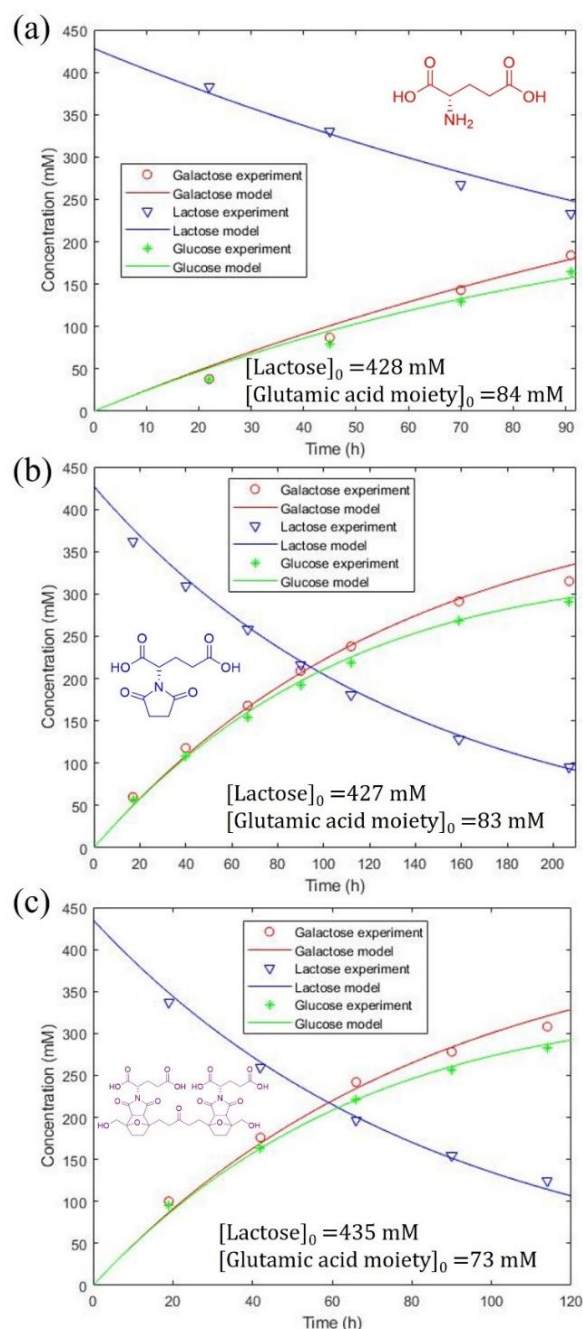 (a)
450
400
350
300
250
200
150
100
50
0
Concentration (mM)
O
O
HO
OH
NH₂
Galactose experiment
Galactose model
Lactose experiment
Lactose model
Glucose experiment
Glucose model
[Lactose]₀ = 428 mM
[Glutamic acid moiety]₀ = 84 mM
0 10 20 30 40 50 60 70 80 90
Time (h)
(b)
450
400
350
300
250
200
150
100
50
0
Concentration (mM)
Galactose experiment
Galactose model
Lactose experiment
Lactose model
Glucose experiment
Glucose model
O
O
HO
OH
O N O
[Lactose]₀ = 427 mM
[Glutamic acid moiety]₀ = 83 mM
0 20 40 60 80 100 120 140 160 180 200
Time (h)
(c)
450
400
350
300
250
200
150
100
50
0
Concentration (mM)
Galactose experiment
Galactose model
Lactose experiment
Lactose model
Glucose experiment
Glucose model
O O O O
HO OH HO OH
O N O O N O
O O O
HO OH
[Lactose]₀ = 435 mM
[Glutamic acid moiety]₀ = 73 mM
0 20 40 60 80 100 120
Time (h)